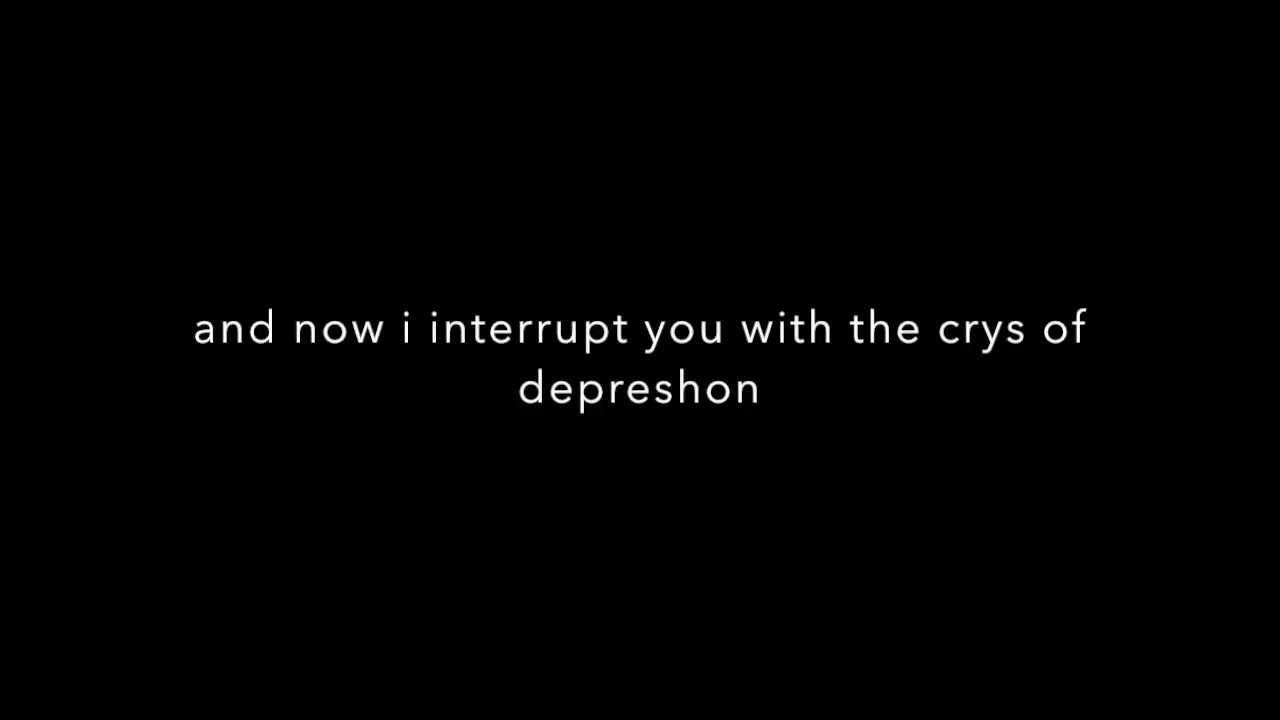 and now i interrupt you with the crys of
depreshon